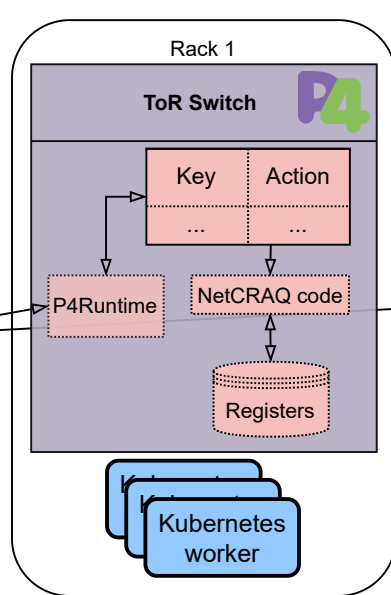 Rack 1
ToR Switch
P4
Key
Action
...
...
P4Runtime
NetCRAQ code
Registers
Kubernetes
worker